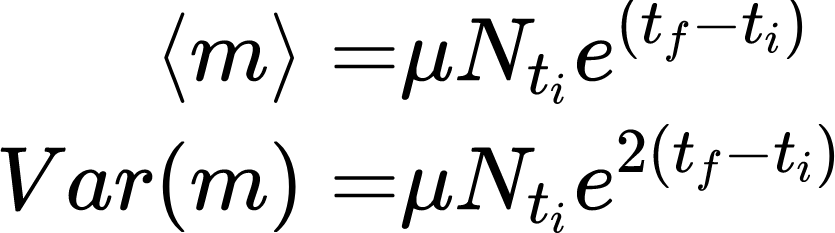 ⟨m⟩ = μN_{t_i} e^{(t_f−t_i)}
Var(m) = μN_{t_i} e^{2(t_f−t_i)}